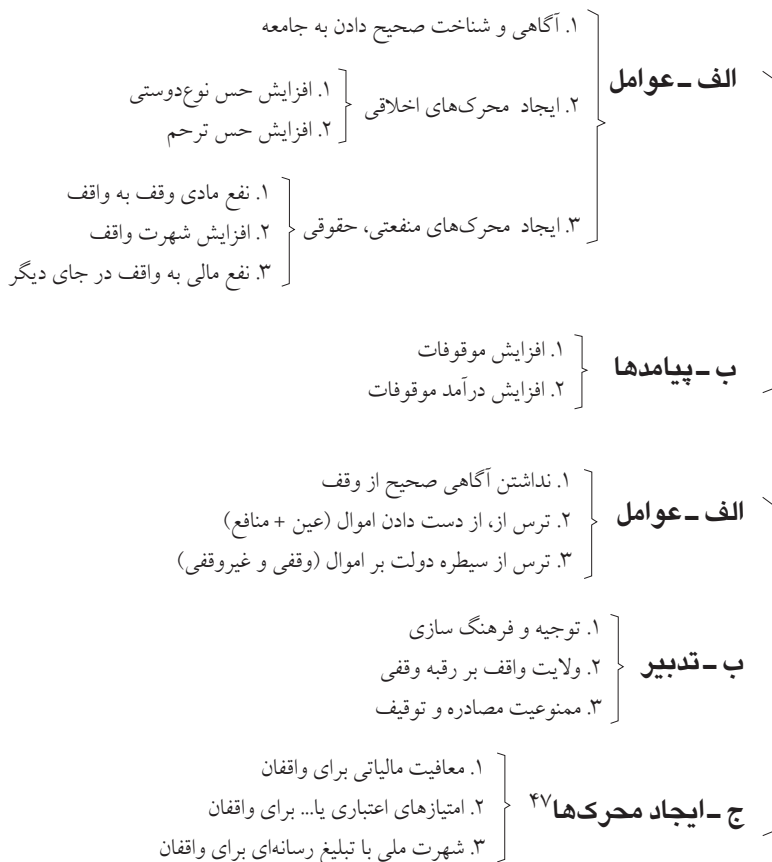 الف ــ عوامل
۱. آگاهی و شناخت صحیح دادن به جامعه
۲. ایجاد محرک‌های اخلاقی
۱. افزایش حس نوع‌دوستی
۲. افزایش حس ترحم
۳. ایجاد محرک‌های منفعتی، حقوقی
۱. نفع مادی وقف به واقف
۲. افزایش شهرت واقف
۳. نفع مالی به واقف در جای دیگر
ب ــ پیامدها
۱. افزایش موقوفات
۲. افزایش درآمد موقوفات
الف ــ عوامل
۱. نداشتن آگاهی صحیح از وقف
۲. ترس از، از دست دادن اموال (عین + منافع)
۳. ترس از سیطره دولت بر اموال (وقفی و غیروقفی)
ب ــ تدبیر
۱. توجیه و فرهنگ سازی
۲. ولایت واقف بر رقبه وقفی
۳. ممنوعیت مصادره و توقیف
ج ــ ایجاد محرک‌ها۴۷
۱. معافیت مالیاتی برای واقفان
۲. امتیازهای اعتباری یا... برای واقفان
۳. شهرت ملی با تبلیغ رسانه‌ای برای واقفان